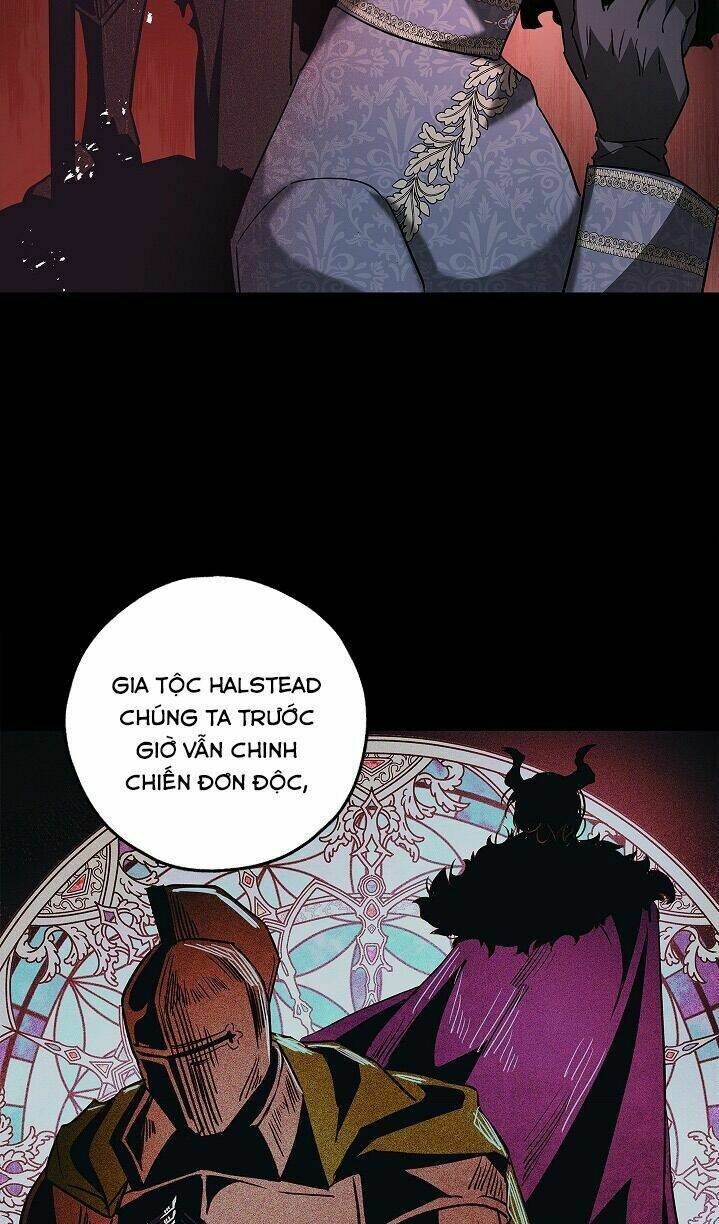 GIA TỘC HALSTEAD
CHÚNG TA TRƯỚC
GIỜ VẪN CHINH
CHIẾN ĐƠN ĐỘC,